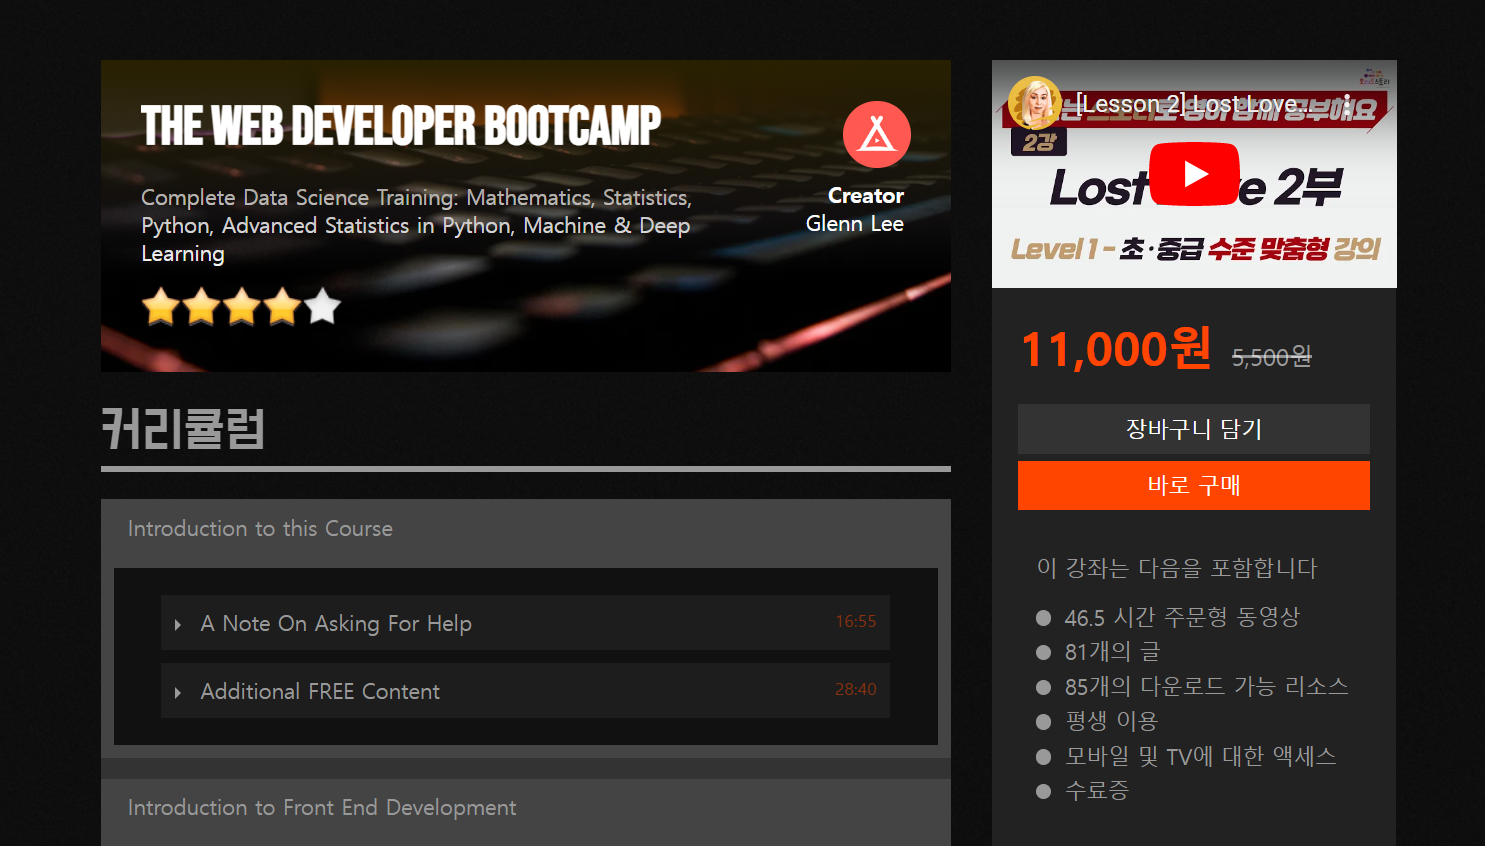 THE WEB DEVELOPER BOOTCAMP
Complete Data Science Training: Mathematics, Statistics,
Python, Advanced Statistics in Python, Machine & Deep
Learning
Creator
Glenn Lee
커리큘럼
Introduction to this Course
A Note On Asking For Help 16:55
Additional FREE Content 28:40
Introduction to Front End Development
[Lesson 2] Lost Love...
2강
Lost 2부
Level 1 - 초·중급 수준 맞춤형 강의
11,000원 5,500원
장바구니 담기
바로 구매
이 강좌는 다음을 포함합니다
46.5 시간 주문형 동영상
81개의 글
85개의 다운로드 가능 리소스
평생 이용
모바일 및 TV에 대한 액세스
수료증